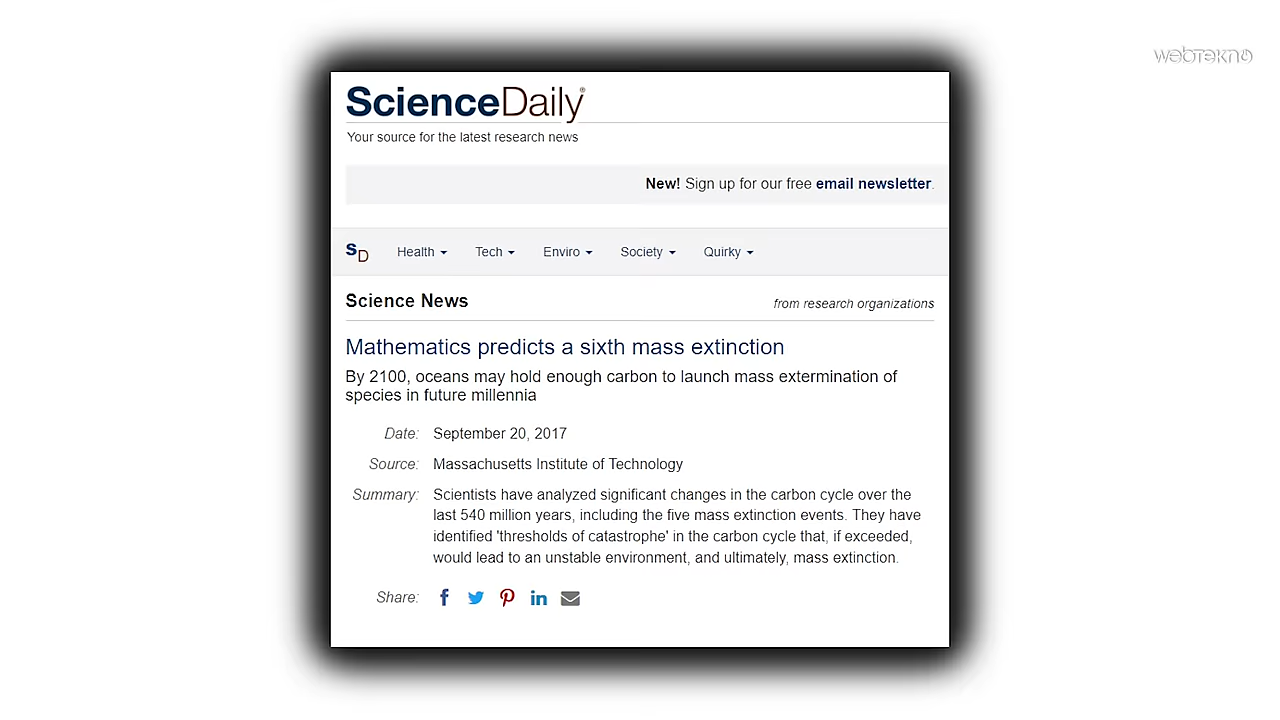 webtekno
ScienceDaily®
Your source for the latest research news
New! Sign up for our free email newsletter.
SD Health Tech Enviro Society Quirky
Science News from research organizations
Mathematics predicts a sixth mass extinction
By 2100, oceans may hold enough carbon to launch mass extermination of
species in future millennia
Date: September 20, 2017
Source: Massachusetts Institute of Technology
Summary: Scientists have analyzed significant changes in the carbon cycle over the
last 540 million years, including the five mass extinction events. They have
identified 'thresholds of catastrophe' in the carbon cycle that, if exceeded,
would lead to an unstable environment, and ultimately, mass extinction.
Share: